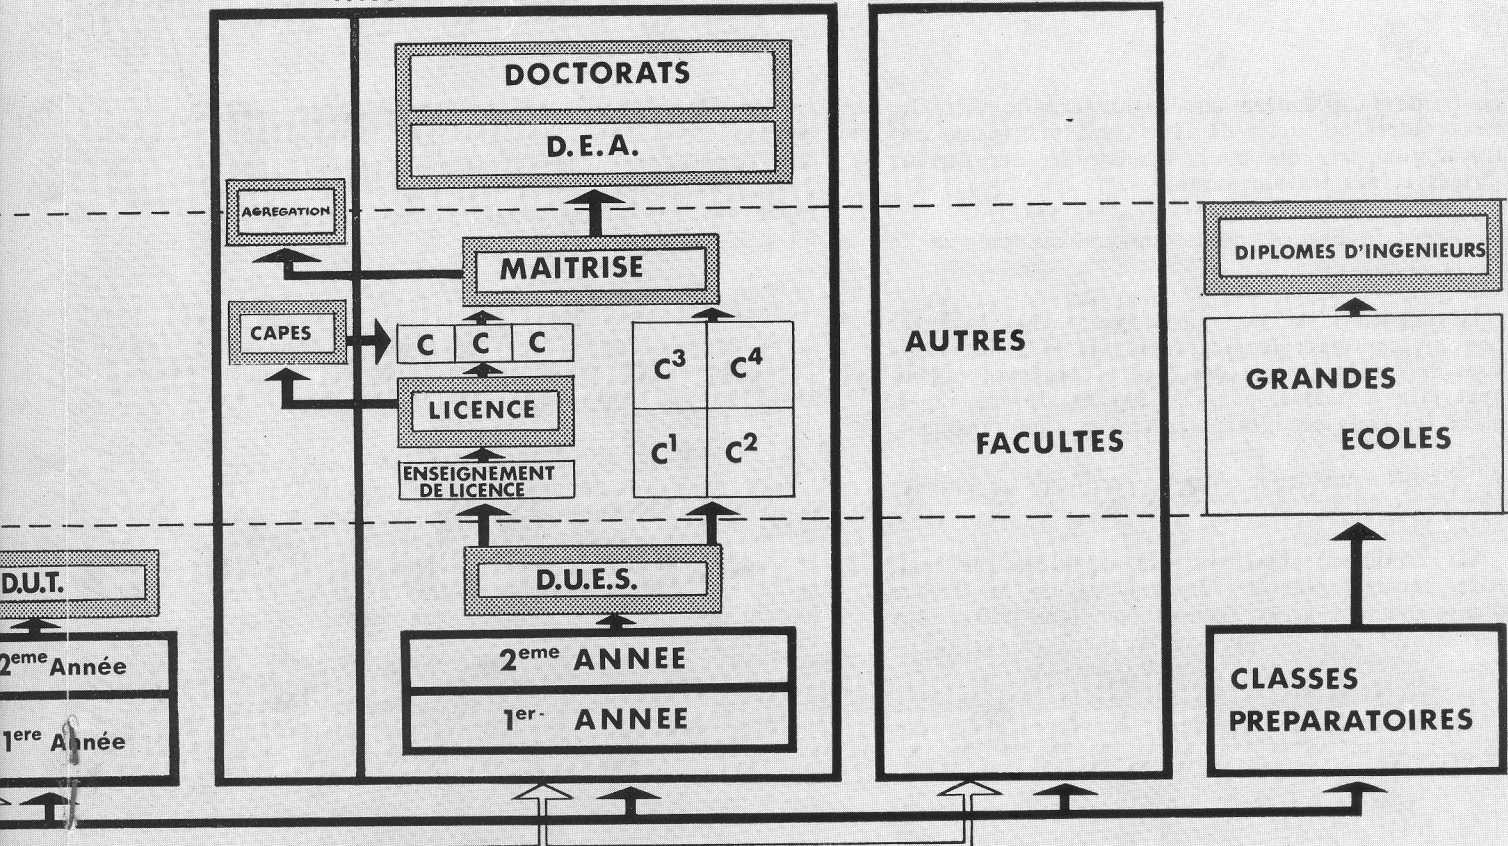 DOCTORATS
D.E.A.
AGREGATION
MAITRISE
DIPLOMES D'INGENIEURS
CAPES
C C C
C3 C4
C1 C2
LICENCE
ENSEIGNEMENT
DE LICENCE
AUTRES
FACULTES
GRANDES
ECOLES
D.U.T.
2eme Année
1ere Année
D.U.E.S.
2eme ANNEE
1er- ANNEE
CLASSES
PREPARATOIRES